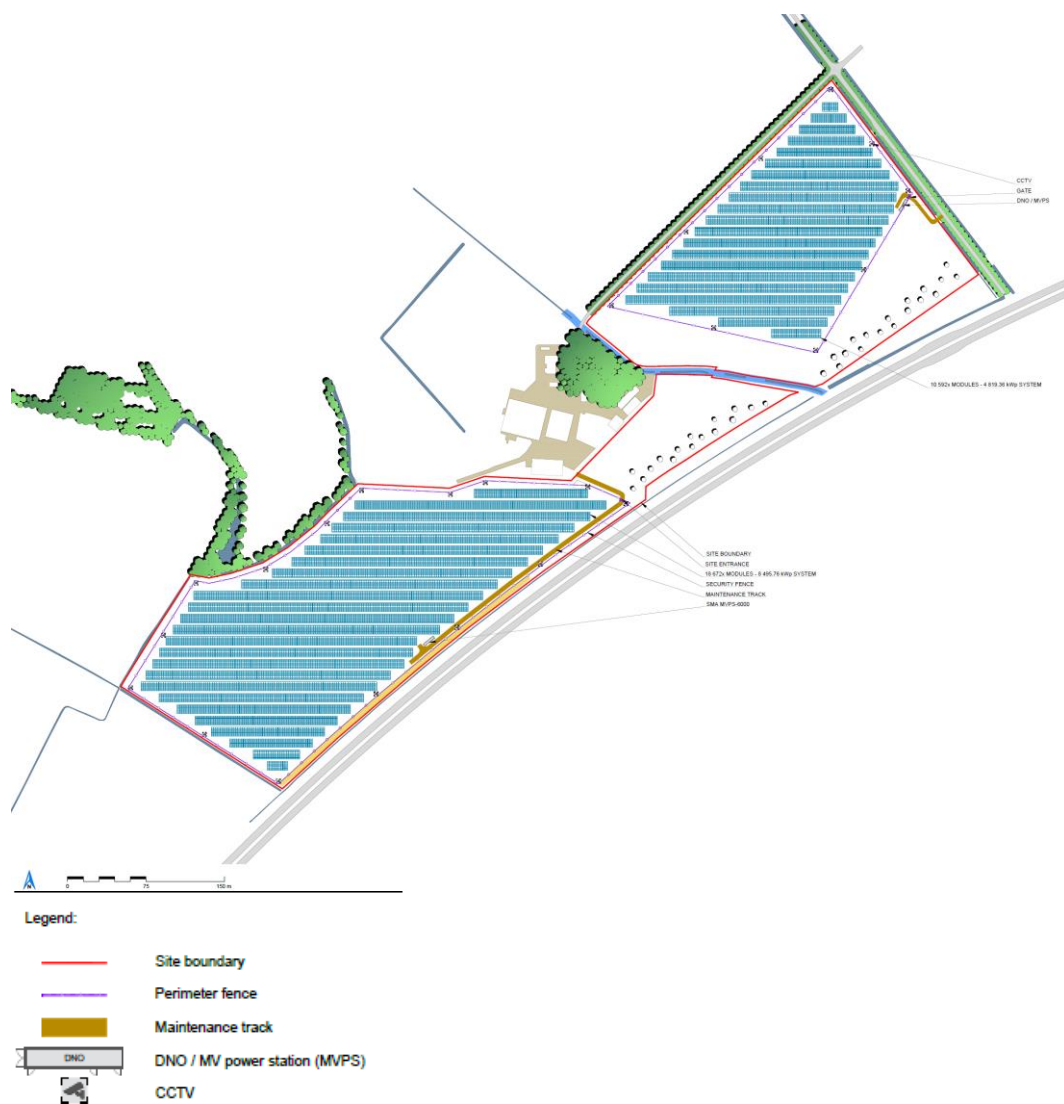 CCTV
GATE
DNO / MVPS
10 592x MODULES - 4 819.36 kWp SYSTEM
SITE BOUNDARY
SITE ENTRANCE
SECURITY FENCE
MAINTENANCE TRACK
SMA MVPS-6000
N
0 75 150 m
Legend:
Site boundary
Perimeter fence
Maintenance track
DNO DNO / MV power station (MVPS)
CCTV